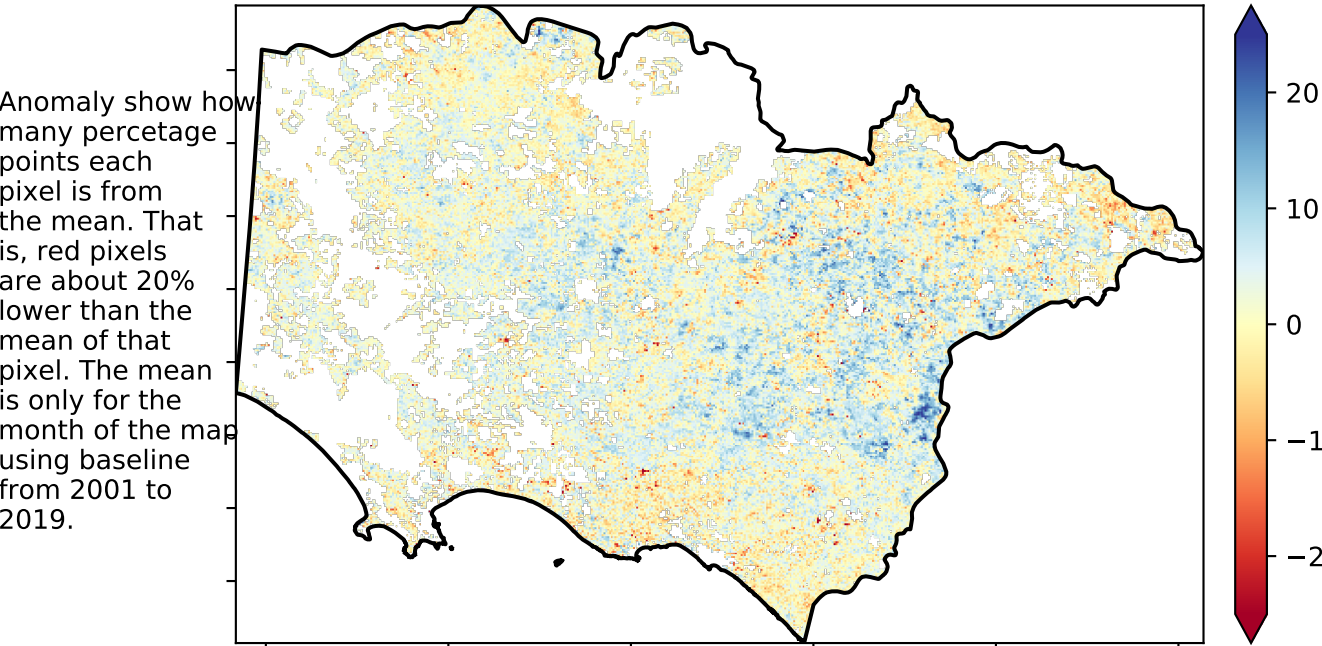 Anomaly show how
many percetage
points each
pixel is from
the mean. That
is, red pixels
are about 20%
lower than the
mean of that
pixel. The mean
is only for the
month of the map
using baseline
from 2001 to
2019.
20
10
0
−1
−2